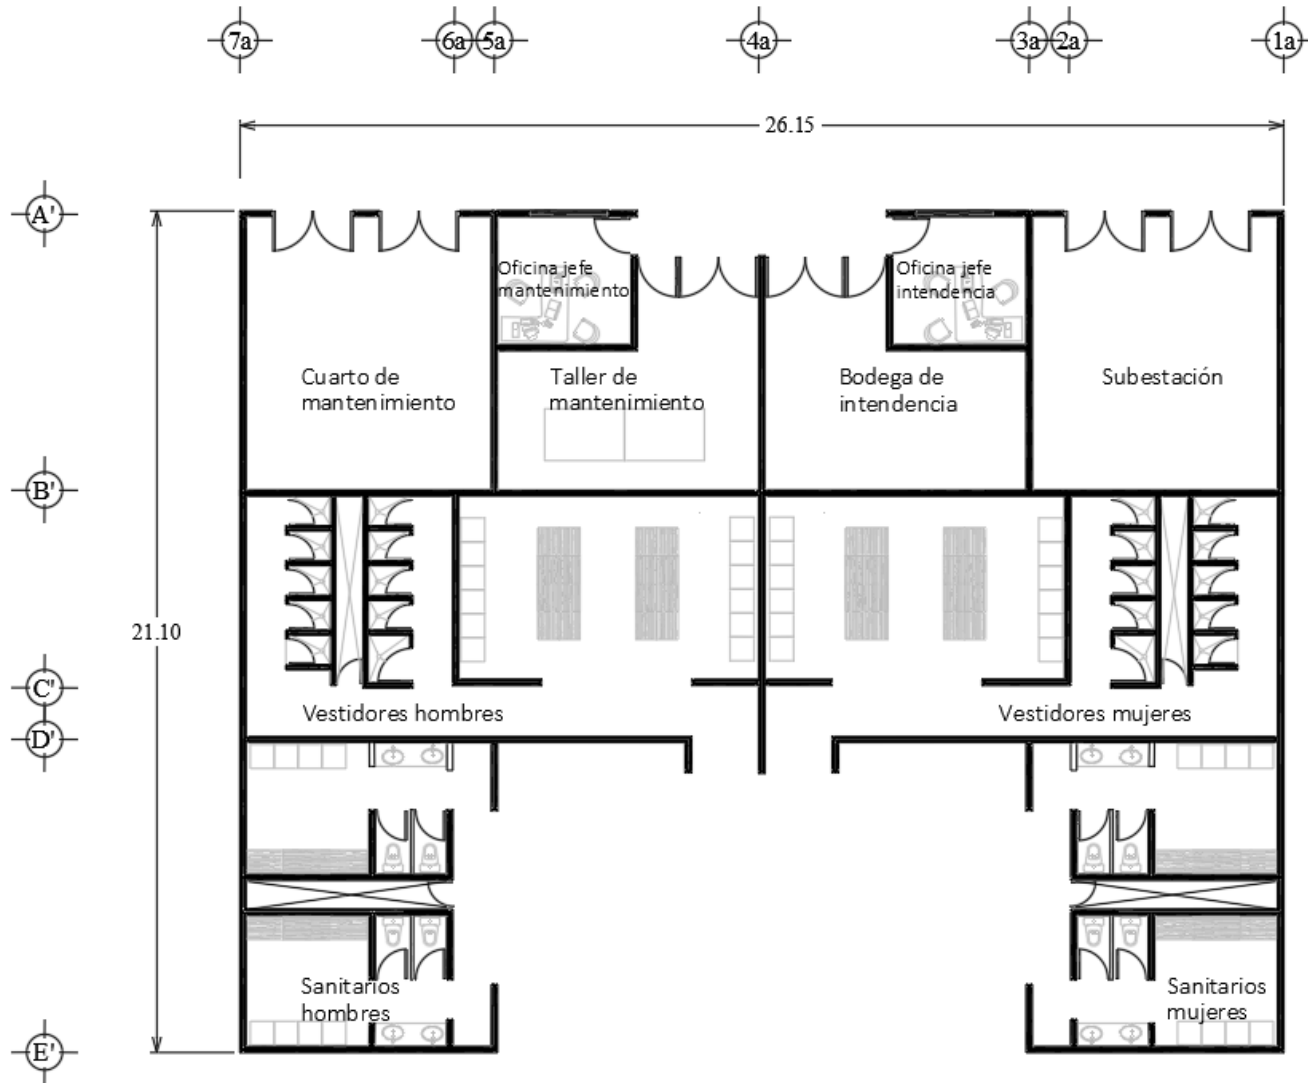 7a 6a 5a 4a 3a 2a 1a
26.15
A'
Oficina jefe
mantenimiento
Oficina jefe
intendencia
Cuarto de
mantenimiento
Taller de
mantenimiento
Bodega de
intendencia
Subestación
B'
21.10
C'
Vestidores hombres
Vestidores mujeres
D'
Sanitarios
hombres
Sanitarios
mujeres
E'